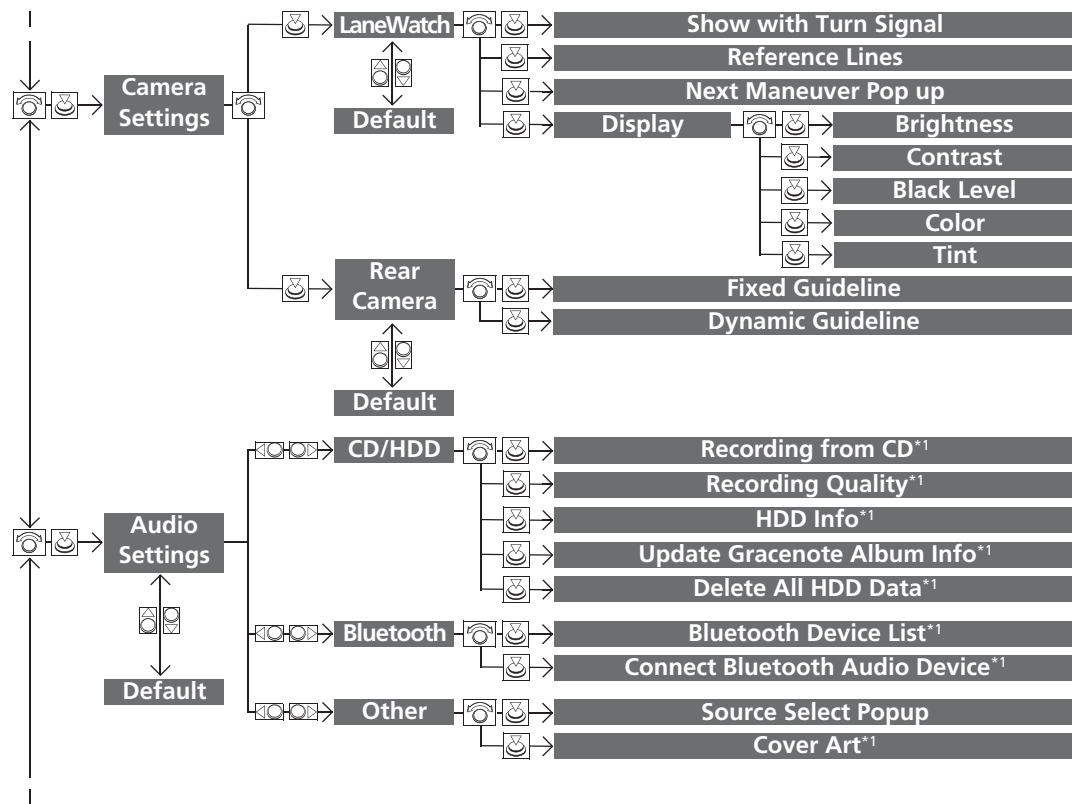 LaneWatch
Show with Turn Signal
Reference Lines
Next Maneuver Pop up
Camera
Settings
Default
Display
Brightness
Contrast
Black Level
Color
Tint
Rear
Camera
Fixed Guideline
Dynamic Guideline
Default
CD/HDD
Recording from CD*1
Recording Quality*1
HDD Info*1
Update Gracenote Album Info*1
Delete All HDD Data*1
Audio
Settings
Bluetooth
Bluetooth Device List*1
Connect Bluetooth Audio Device*1
Default
Other
Source Select Popup
Cover Art*1